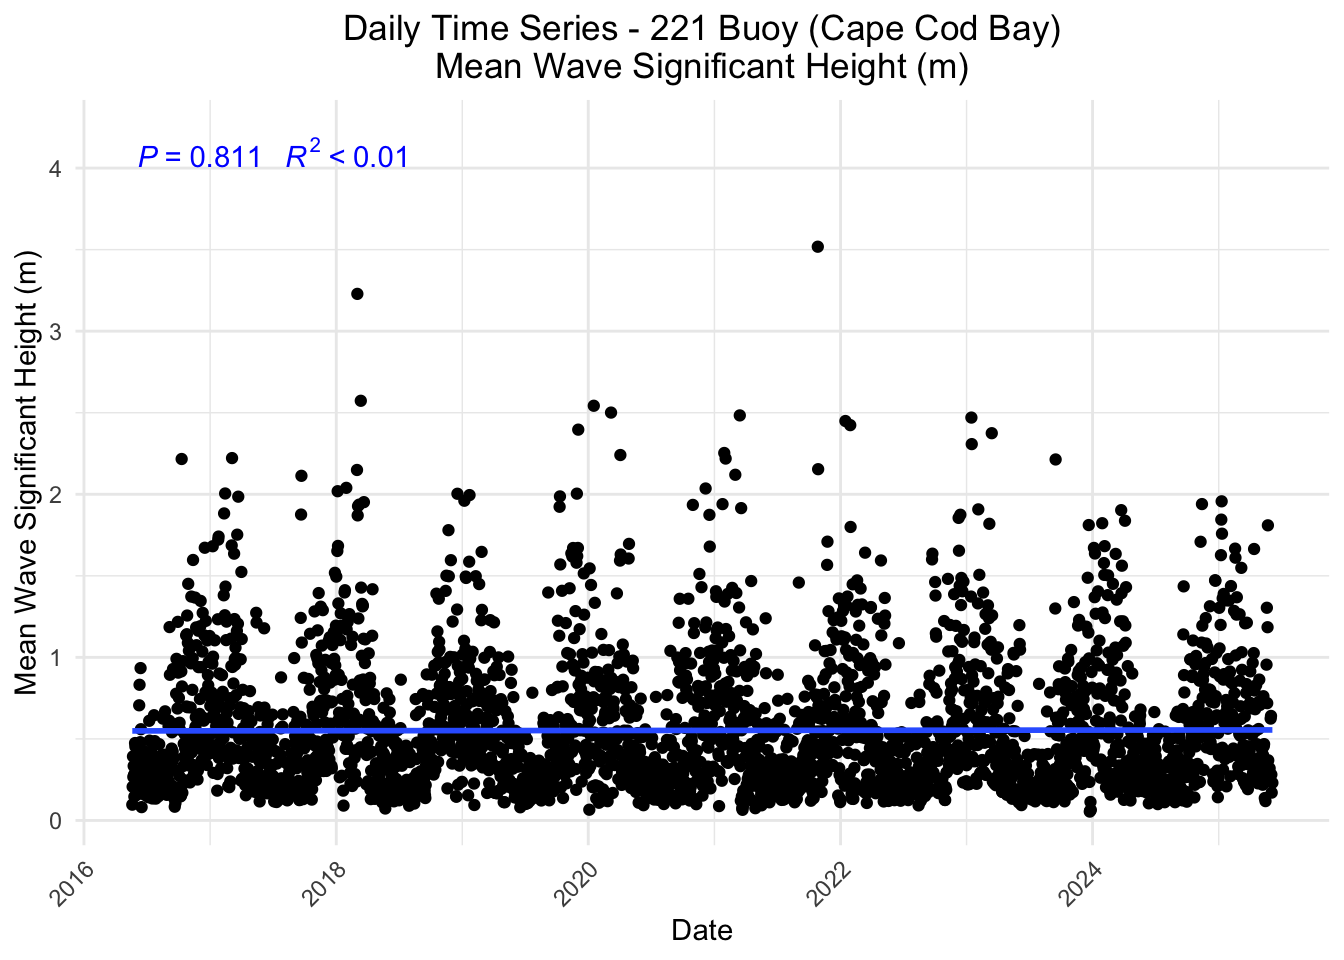 Daily Time Series - 221 Buoy (Cape Cod Bay)
Mean Wave Significant Height (m)
P = 0.811 R² < 0.01
Mean Wave Significant Height (m)
4
3
2
1
0
2016
2018
2020
2022
2024
Date